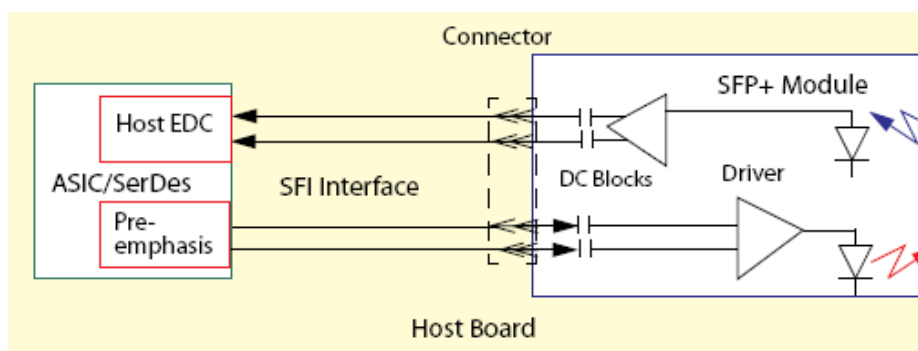 Connector
SFP+ Module
Host EDC
ASIC/SerDes
SFI Interface
DC Blocks
Driver
Pre-
emphasis
Host Board